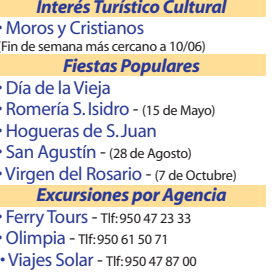 Interés Turístico Cultural
• Moros y Cristianos
(Fin de semana más cercano a 10/06)
Fiestas Populares
• Día de la Vieja
• Romería S. Isidro - (15 de Mayo)
• Hogueras de S. Juan
• San Agustín - (28 de Agosto)
• Virgen del Rosario - (7 de Octubre)
Excursiones por Agencia
• Ferry Tours - Tlf: 950 47 23 33
• Olimpia - Tlf: 950 61 50 71
• Viajes Solar - Tlf: 950 47 87 00